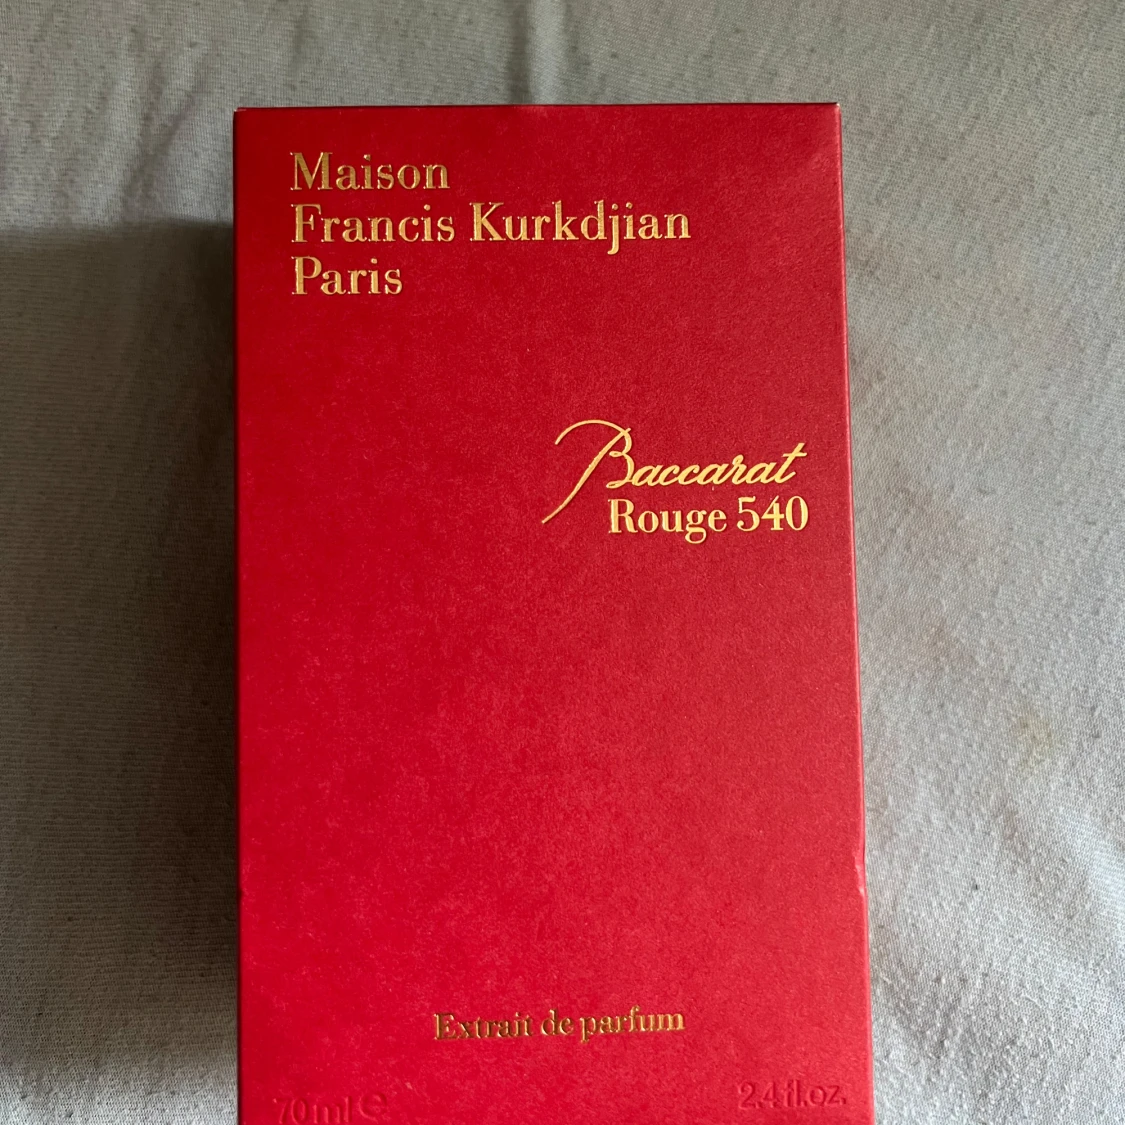 Maison
Francis Kurkdjian
Paris
Baccarat
Rouge 540
Extrait de parfum
70 ml ℮ 2.4 fl.oz.